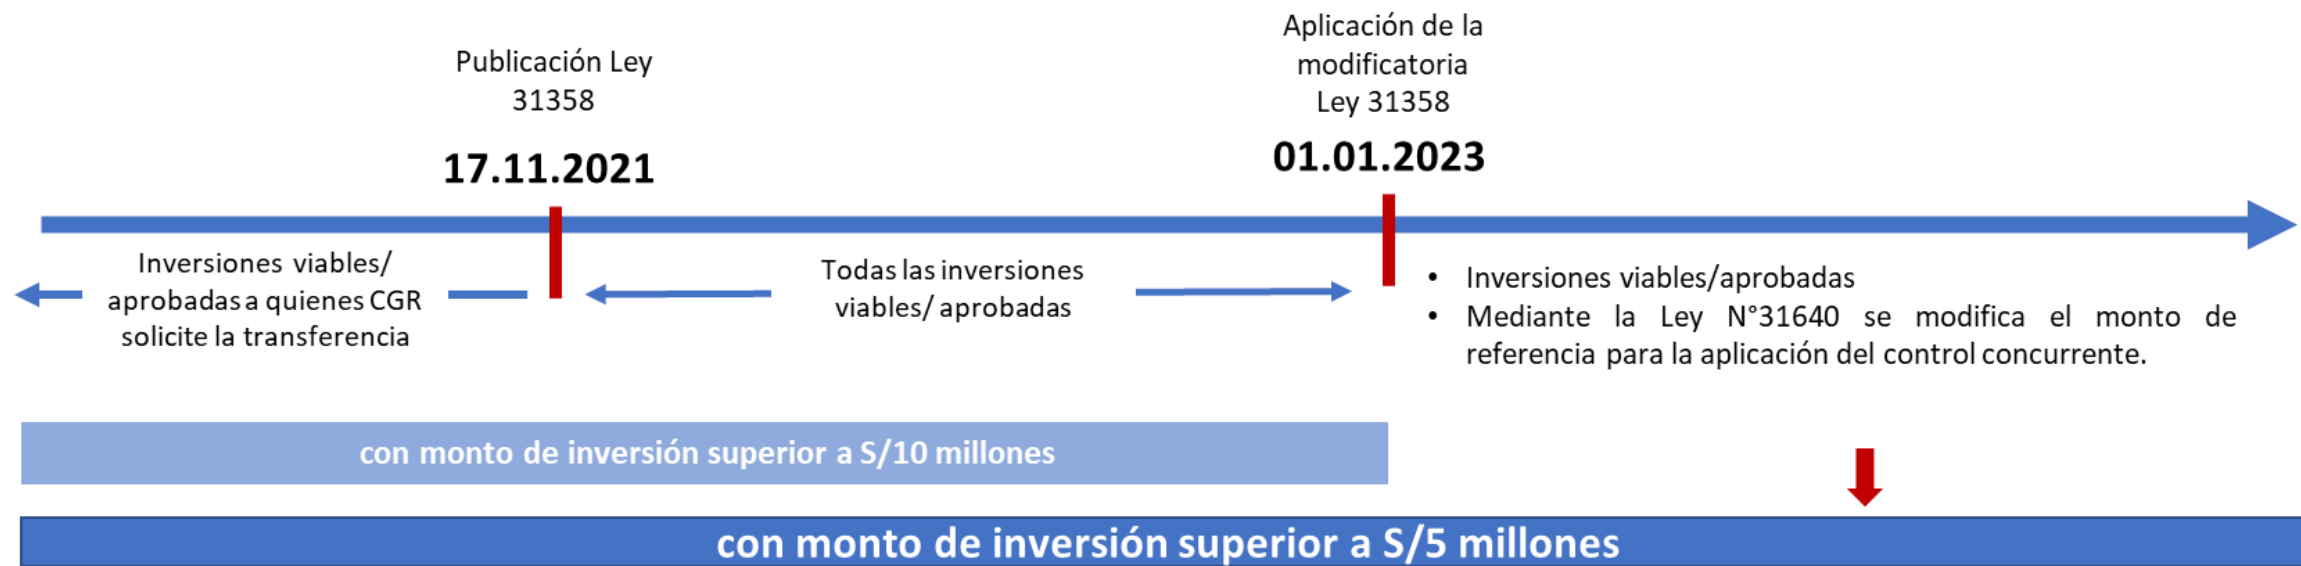 Publicación Ley
31358
17.11.2021
Aplicación de la
modificatoria
Ley 31358
01.01.2023
Inversiones viables/
aprobadas a quienes CGR
solicite la transferencia
Todas las inversiones
viables/ aprobadas
• Inversiones viables/aprobadas
• Mediante la Ley N°31640 se modifica el monto de
referencia para la aplicación del control concurrente.
con monto de inversión superior a S/10 millones
con monto de inversión superior a S/5 millones